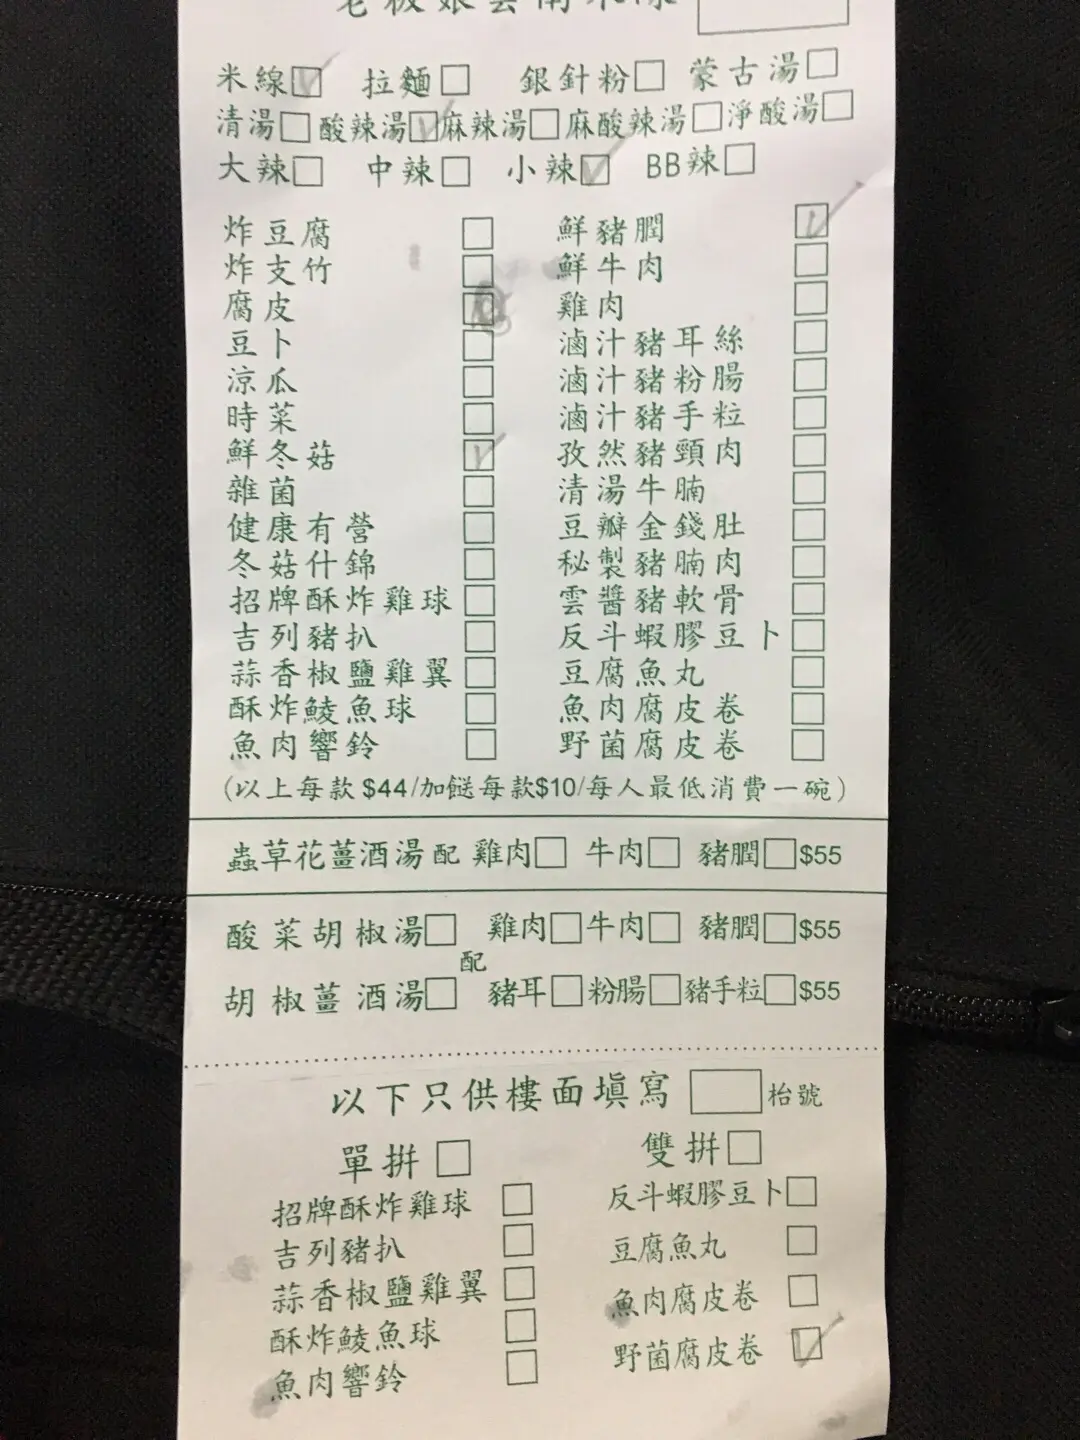 老板娘雲南米線
米線 拉麵 銀針粉 蒙古湯
清湯 酸辣湯 麻辣湯 麻酸辣湯 淨酸湯
大辣 中辣 小辣 BB辣
炸豆腐 鮮豬膶
炸支竹 鮮牛肉
腐皮 雞肉
豆卜 滷汁豬耳絲
涼瓜 滷汁豬粉腸
時菜 滷汁豬手粒
鮮冬菇 孜然豬頸肉
雜菌 清湯牛腩
健康有營 豆瓣金錢肚
冬菇什錦 秘製豬腩肉
招牌酥炸雞球 雲醬豬軟骨
吉列豬扒 反斗蝦膠豆卜
蒜香椒鹽雞翼 豆腐魚丸
酥炸鯪魚球 魚肉腐皮卷
魚肉響鈴 野菌腐皮卷
(以上每款$44/加餸每款$10/每人最低消費一碗)
蟲草花薑酒湯 配 雞肉 牛肉 豬膶 $55
酸菜胡椒湯 雞肉 牛肉 豬膶 $55
配
胡椒薑酒湯 豬耳 粉腸 豬手粒 $55
以下只供樓面填寫 枱號
單拼 雙拼
招牌酥炸雞球 反斗蝦膠豆卜
吉列豬扒 豆腐魚丸
蒜香椒鹽雞翼 魚肉腐皮卷
酥炸鯪魚球 野菌腐皮卷
魚肉響鈴